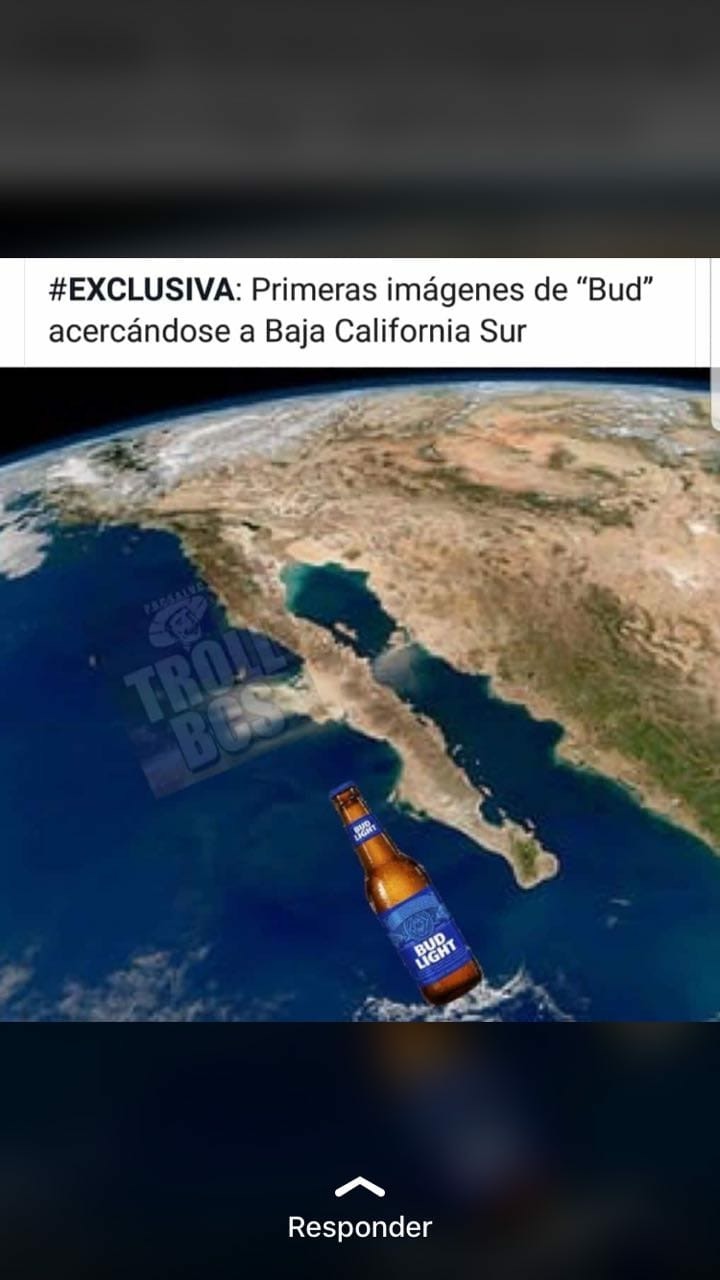 #EXCLUSIVA: Primeras imágenes de “Bud”
acercándose a Baja California Sur
TROLL
BCS
BUD
LIGHT
BUD
LIGHT
Responder